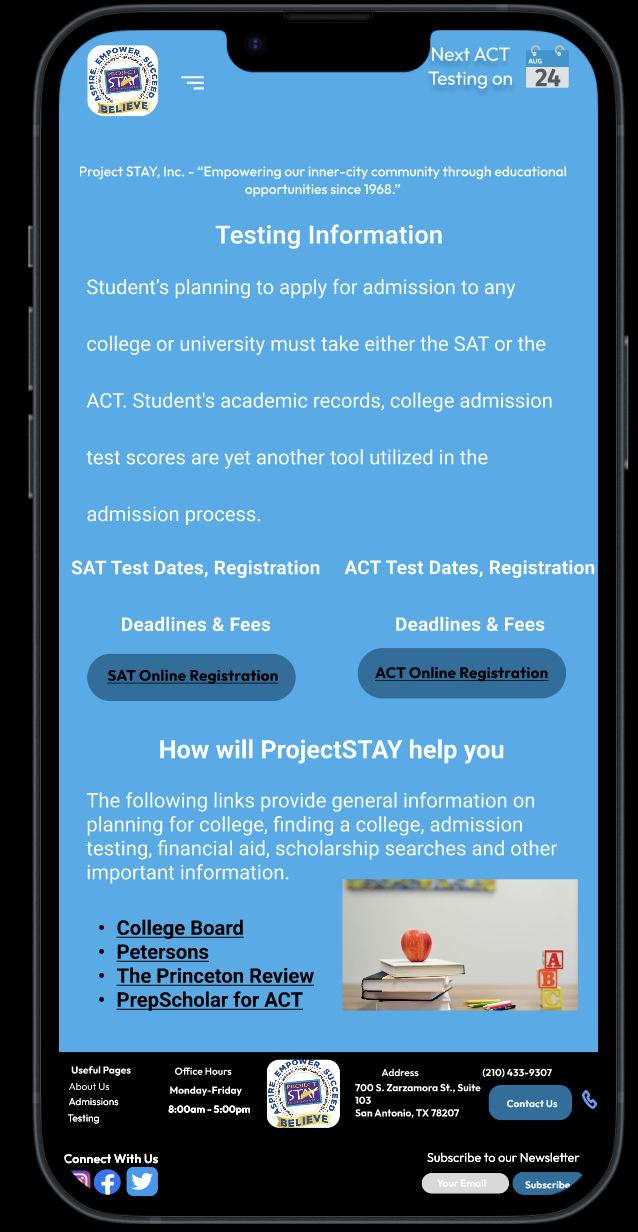 ASPIRE. EMPOWER. SUCCEED
PROJECT
STAY
BELIEVE
Next ACT
Testing on
AUG
24
Project STAY, Inc. - “Empowering our inner-city community through educational
opportunities since 1968.”
Testing Information
Student’s planning to apply for admission to any
college or university must take either the SAT or the
ACT. Student's academic records, college admission
test scores are yet another tool utilized in the
admission process.
SAT Test Dates, Registration
Deadlines & Fees
ACT Test Dates, Registration
Deadlines & Fees
SAT Online Registration
ACT Online Registration
How will ProjectSTAY help you
The following links provide general information on
planning for college, finding a college, admission
testing, financial aid, scholarship searches and other
important information.
• College Board
• Petersons
• The Princeton Review
• PrepScholar for ACT
A
B
C
Useful Pages
About Us
Admissions
Testing
Office Hours
Monday-Friday
8:00am - 5:00pm
ASPIRE. EMPOWER. SUCCEED
PROJECT
STAY
BELIEVE
Address
700 S. Zarzamora St., Suite
103
San Antonio, TX 78207
(210) 433-9307
Contact Us
Connect With Us
Subscribe to our Newsletter
Your Email
Subscribe